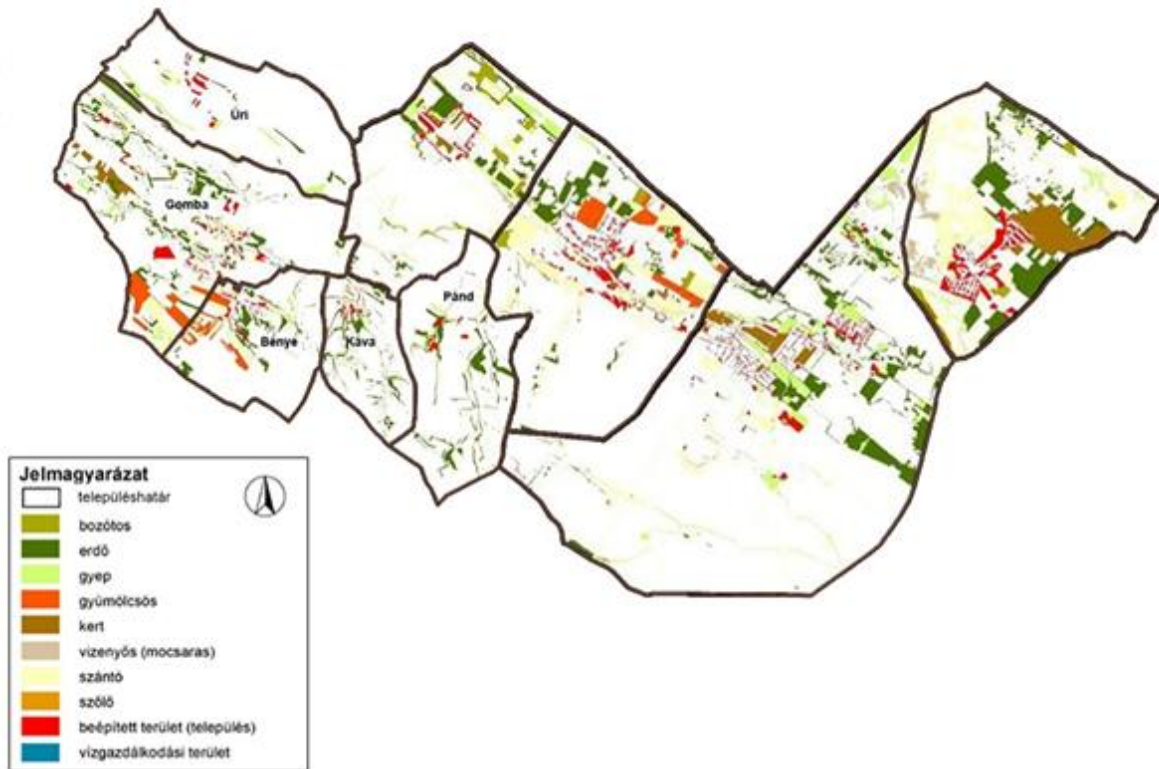 Úri
Gomba
Pánd
Bénye
Káva
Jelmagyarázat
településhatár
bozótos
erdő
gyep
gyümölcsös
kert
vizenyős (mocsaras)
szántó
szőlő
beépített terület (település)
vízgazdálkodási terület